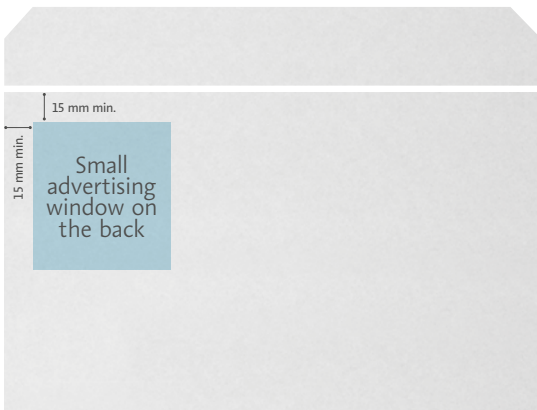 15 mm min.
15 mm min.
Small
advertising
window on
the back